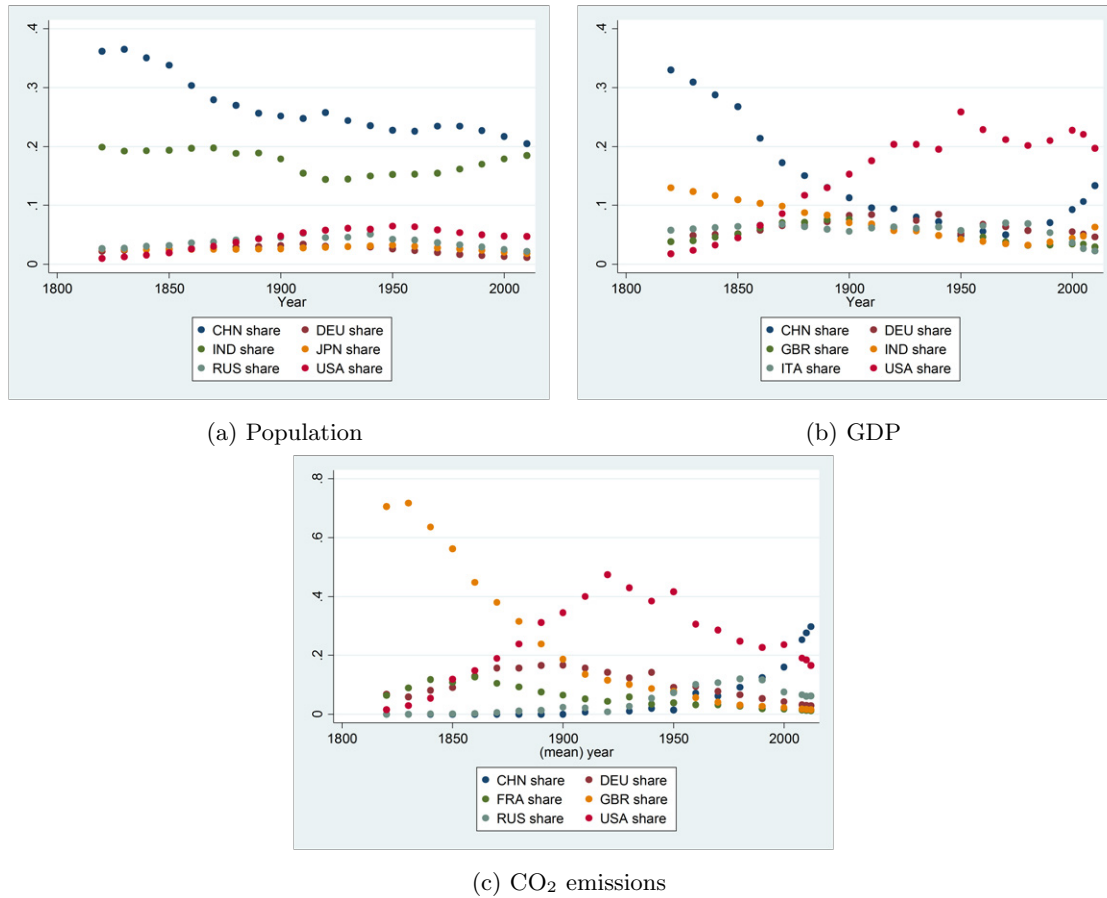 .4
.3
.2
.1
0
1800 1850 1900 1950 2000
Year
CHN share DEU share
IND share JPN share
RUS share USA share
(a) Population
.4
.3
.2
.1
0
1800 1850 1900 1950 2000
Year
CHN share DEU share
GBR share IND share
ITA share USA share
(b) GDP
.8
.6
.4
.2
0
1800 1850 1900 1950 2000
(mean) year
CHN share DEU share
FRA share GBR share
RUS share USA share
(c) CO₂ emissions